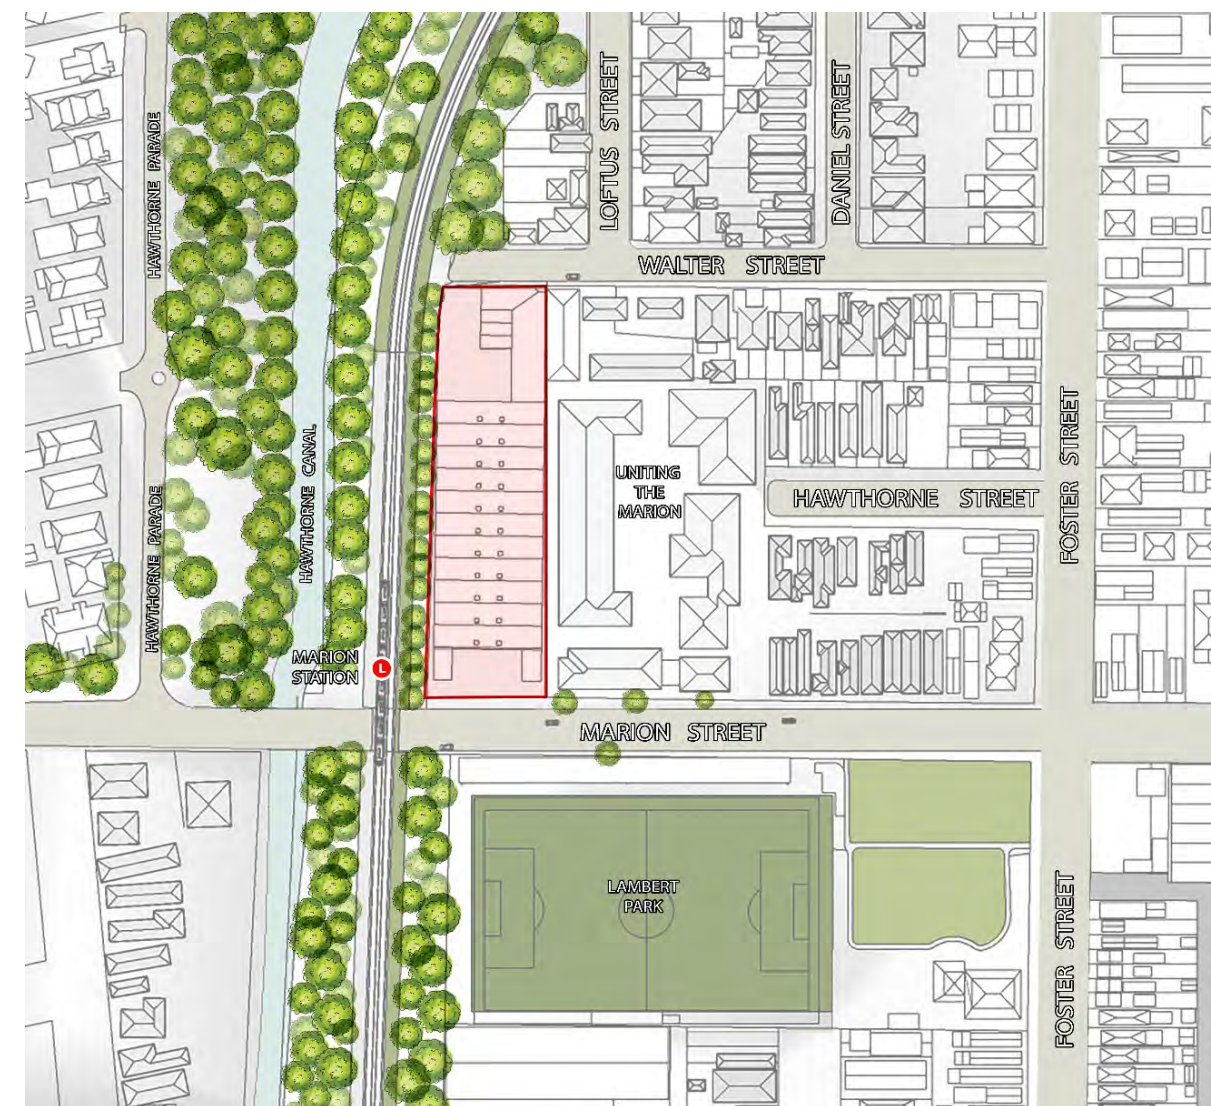 HAWTHORNE PARADE
LOFTUS STREET
DANIEL STREET
WALTER STREET
HAWTHORNE CANAL
HAWTHORNE PARADE
UNITING
THE
MARION
HAWTHORNE STREET
FOSTER STREET
MARION
STATION
L
MARION STREET
LAMBERT
PARK
FOSTER STREET